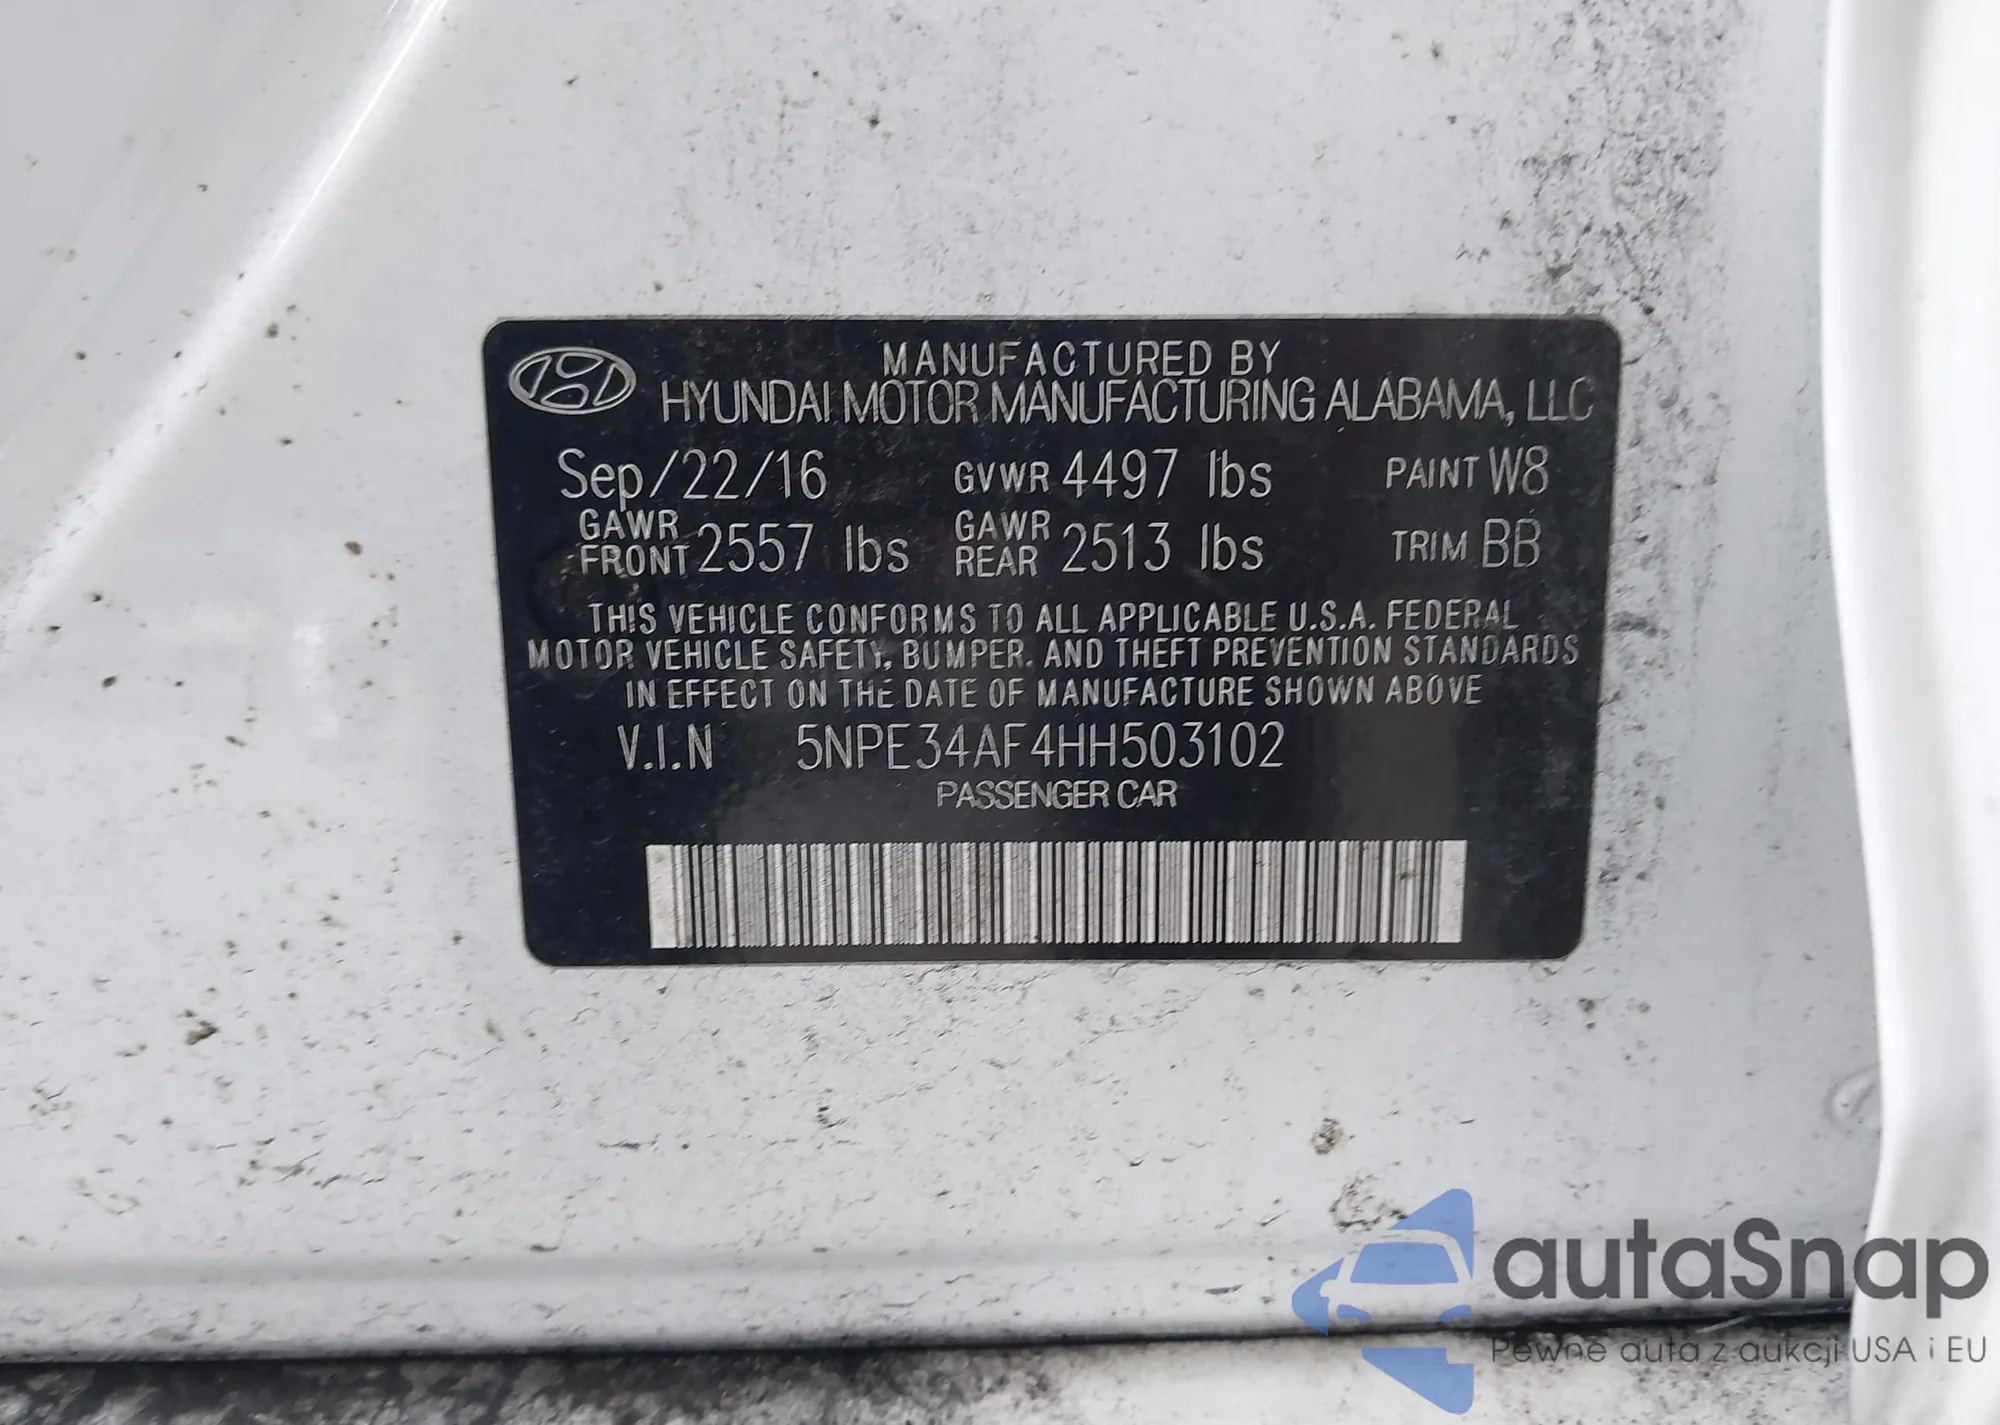 MANUFACTURED BY
HYUNDAI MOTOR MANUFACTURING ALABAMA, LLC
Sep/22/16 GVWR 4497 lbs PAINT W8
GAWR FRONT 2557 lbs GAWR REAR 2513 lbs TRIM BB
THIS VEHICLE CONFORMS TO ALL APPLICABLE U.S.A. FEDERAL
MOTOR VEHICLE SAFETY, BUMPER, AND THEFT PREVENTION STANDARDS
IN EFFECT ON THE DATE OF MANUFACTURE SHOWN ABOVE
V.I.N 5NPE34AF4HH503102
PASSENGER CAR
autaSnap
Pewne auta z aukcji USA i EU